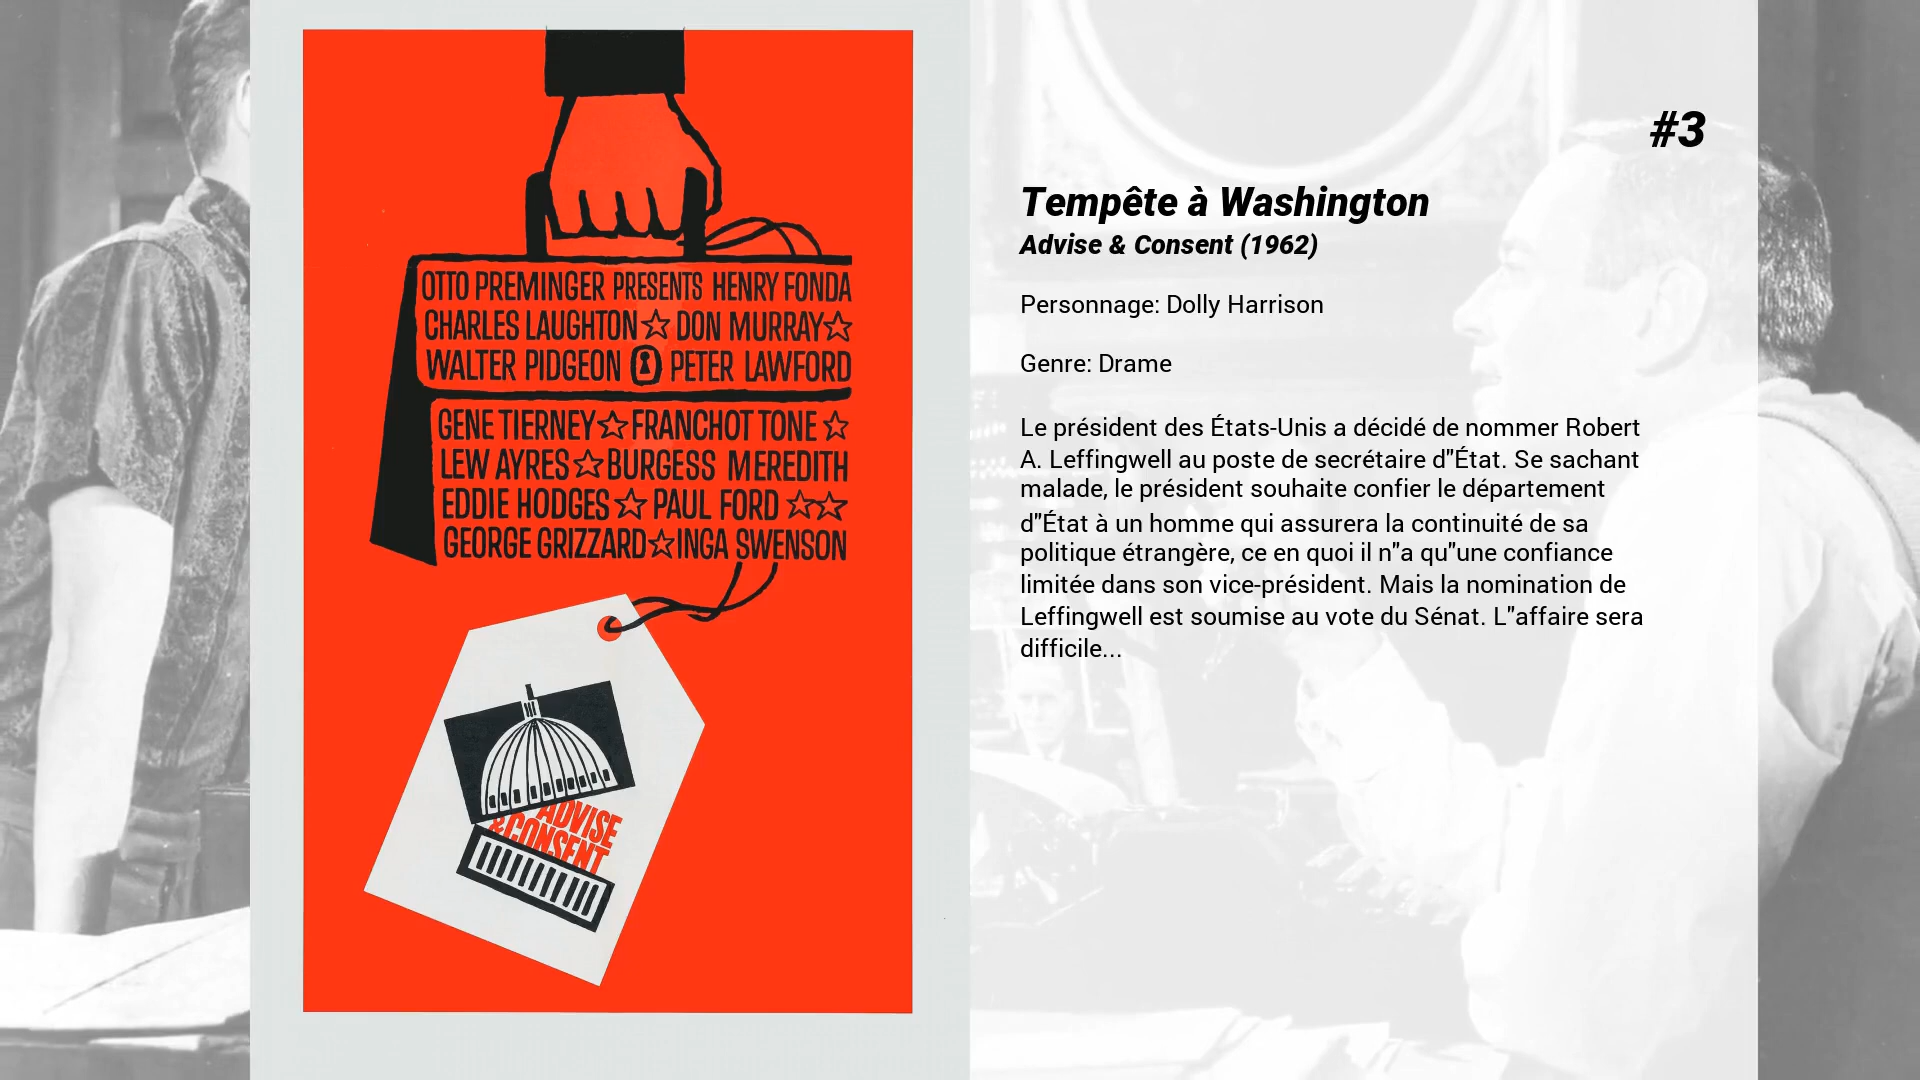 OTTO PREMINGER PRESENTS HENRY FONDA
CHARLES LAUGHTON☆DON MURRAY☆
WALTER PIDGEON PETER LAWFORD
GENE TIERNEY☆FRANCHOT TONE☆
LEW AYRES☆BURGESS MEREDITH
EDDIE HODGES☆PAUL FORD☆☆
GEORGE GRIZZARD☆INGA SWENSON
ADVISE
&CONSENT
#3
Tempête à Washington
Advise & Consent (1962)
Personnage: Dolly Harrison
Genre: Drame
Le président des États-Unis a décidé de nommer Robert
A. Leffingwell au poste de secrétaire d"État. Se sachant
malade, le président souhaite confier le département
d"État à un homme qui assurera la continuité de sa
politique étrangère, ce en quoi il n"a qu"une confiance
limitée dans son vice-président. Mais la nomination de
Leffingwell est soumise au vote du Sénat. L"affaire sera
difficile...